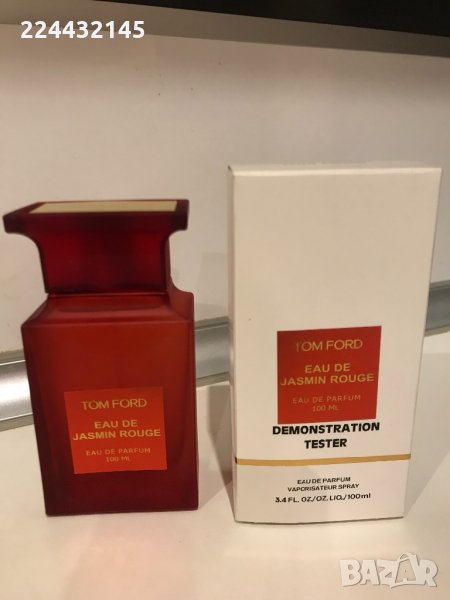 224432145
TOM FORD
EAU DE
JASMIN ROUGE
EAU DE PARFUM
100 ML
TOM FORD
EAU DE
JASMIN ROUGE
EAU DE PARFUM
100 ML
DEMONSTRATION
TESTER
EAU DE PARFUM
VAPORISATEUR SPRAY
3.4 FL. OZ./OZ. LIQ./100ml
BAZAR